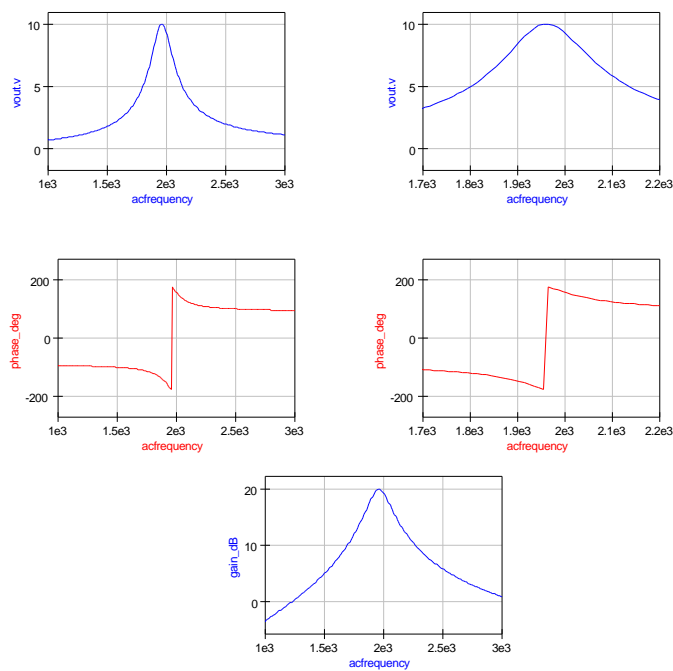 10
5
0
vout.v
1e3 1.5e3 2e3 2.5e3 3e3
acfrequency
10
5
0
vout.v
1.7e3 1.8e3 1.9e3 2e3 2.1e3 2.2e3
acfrequency
200
0
-200
phase_deg
1e3 1.5e3 2e3 2.5e3 3e3
acfrequency
200
0
-200
phase_deg
1.7e3 1.8e3 1.9e3 2e3 2.1e3 2.2e3
acfrequency
20
10
0
gain_dB
1e3 1.5e3 2e3 2.5e3 3e3
acfrequency